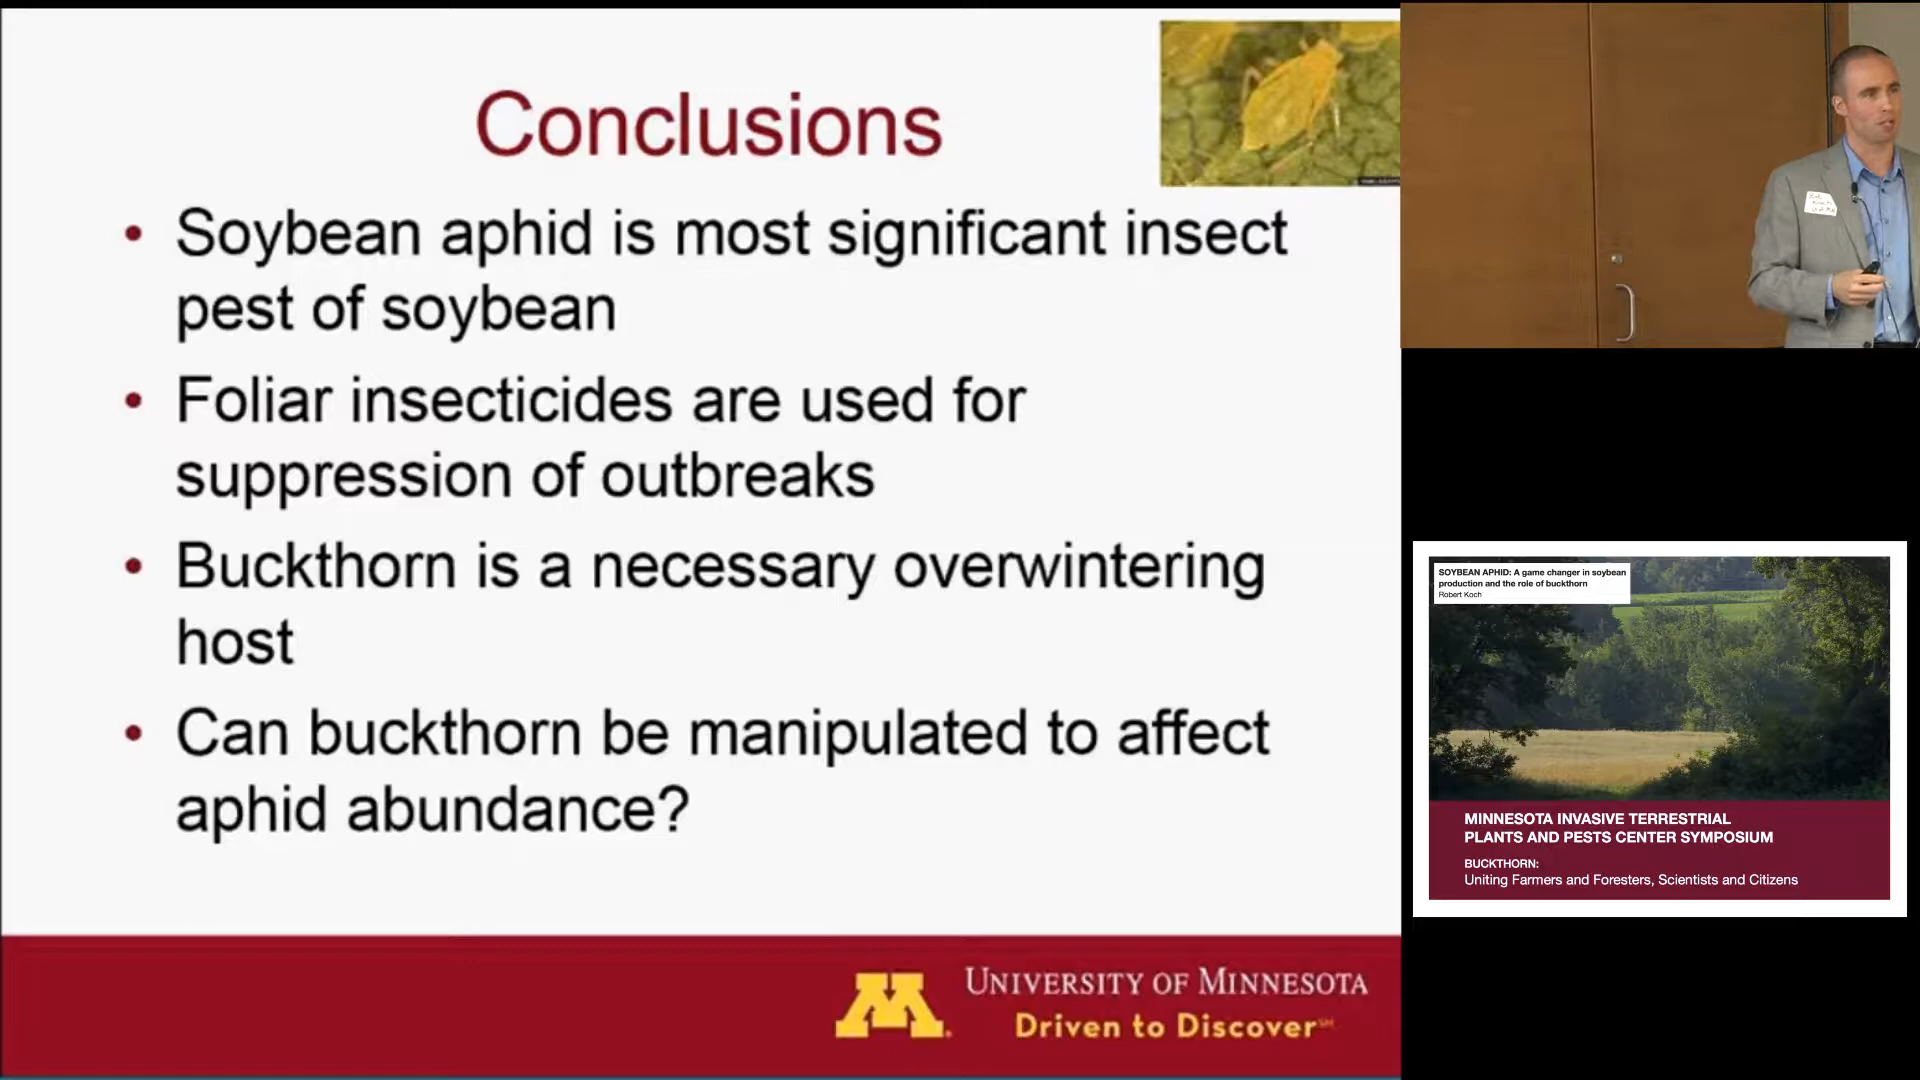 Conclusions
• Soybean aphid is most significant insect
pest of soybean
• Foliar insecticides are used for
suppression of outbreaks
• Buckthorn is a necessary overwintering
host
• Can buckthorn be manipulated to affect
aphid abundance?
M
UNIVERSITY OF MINNESOTA
Driven to Discover℠
SOYBEAN APHID: A game changer in soybean
production and the role of buckthorn
Robert Koch
MINNESOTA INVASIVE TERRESTRIAL
PLANTS AND PESTS CENTER SYMPOSIUM
BUCKTHORN:
Uniting Farmers and Foresters, Scientists and Citizens